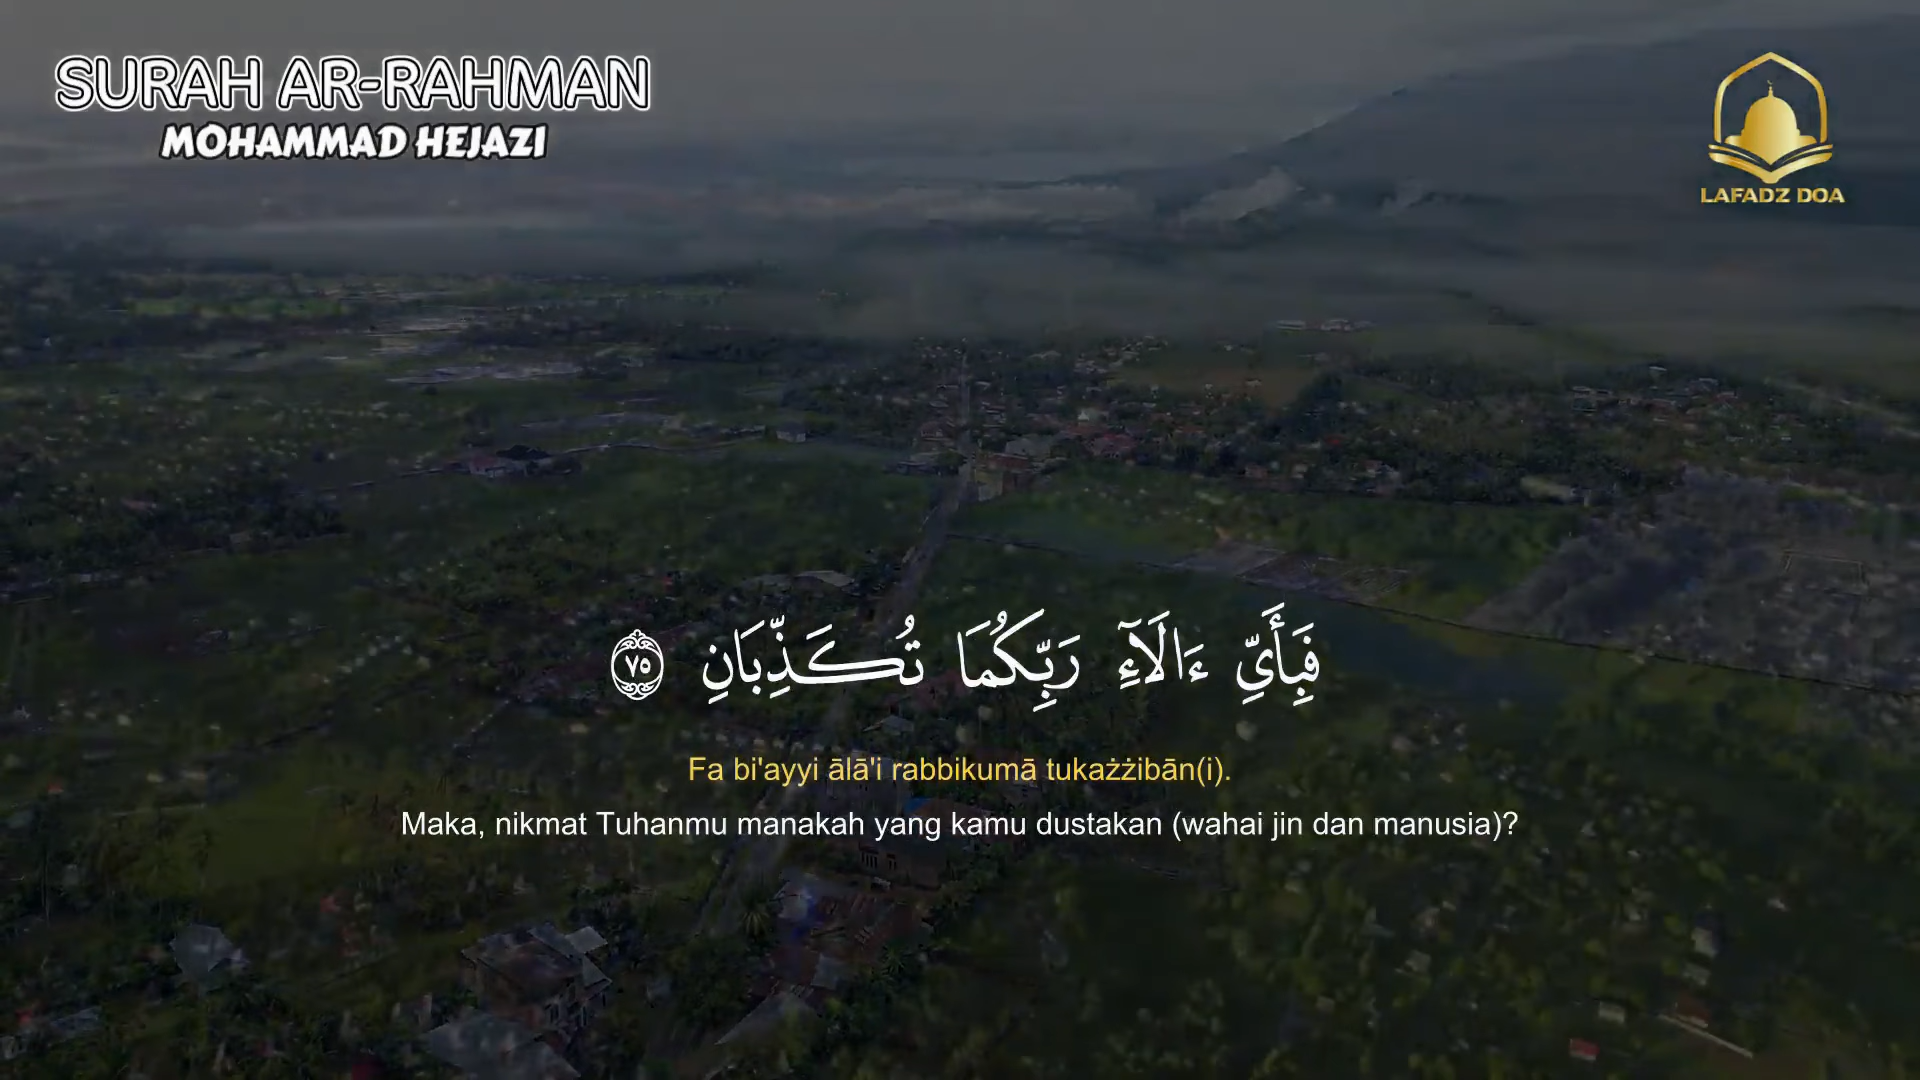 SURAH AR-RAHMAN
MOHAMMAD HEJAZI
LAFADZ DOA
فَبِأَيِّ ءَالَآءِ رَبِّكُمَا تُكَذِّبَانِ ٧٥
Fa bi'ayyi ālā'i rabbikumā tukażżibān(i).
Maka, nikmat Tuhanmu manakah yang kamu dustakan (wahai jin dan manusia)?